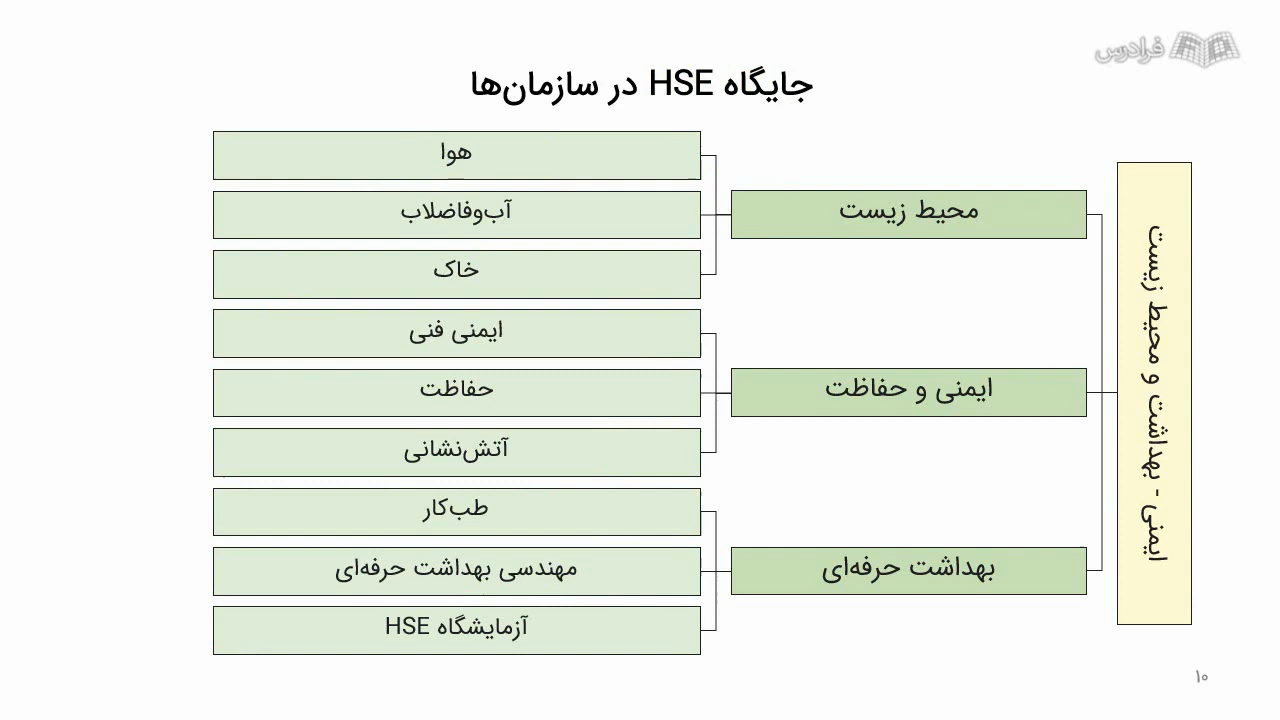 فرادرس
جایگاه HSE در سازمان‌ها
ایمنی - بهداشت و محیط زیست
محیط زیست
هوا
آب‌وفاضلاب
خاک
ایمنی و حفاظت
ایمنی فنی
حفاظت
آتش‌نشانی
بهداشت حرفه‌ای
طب‌کار
مهندسی بهداشت حرفه‌ای
آزمایشگاه HSE
۱۰